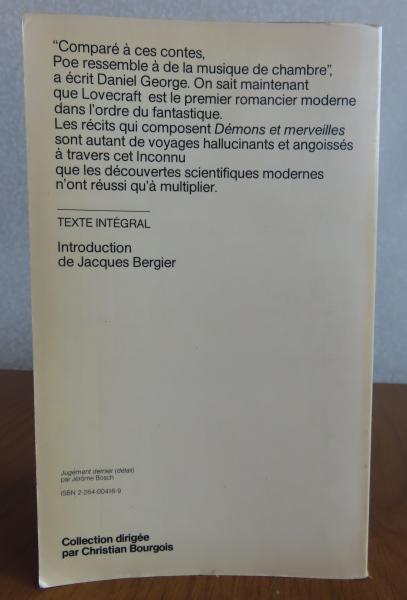 “Comparé à ces contes,
Poe ressemble à de la musique de chambre”,
a écrit Daniel George. On sait maintenant
que Lovecraft est le premier romancier moderne
dans l’ordre du fantastique.
Les récits qui composent Démons et merveilles
sont autant de voyages hallucinants et angoissés
à travers cet Inconnu
que les découvertes scientifiques modernes
n’ont réussi qu’à multiplier.
TEXTE INTÉGRAL
Introduction
de Jacques Bergier
Jugement dernier (détail)
par Jérôme Bosch
ISBN 2-264-00416-9
Collection dirigée
par Christian Bourgois